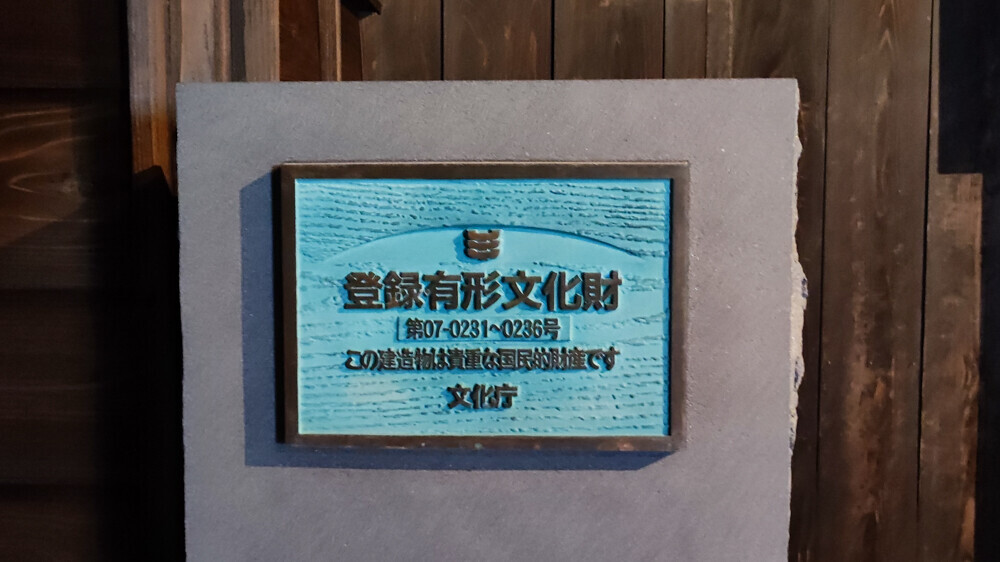 登録有形文化財
第07-0231~0236号
この建造物は貴重な国民的財産です
文化庁